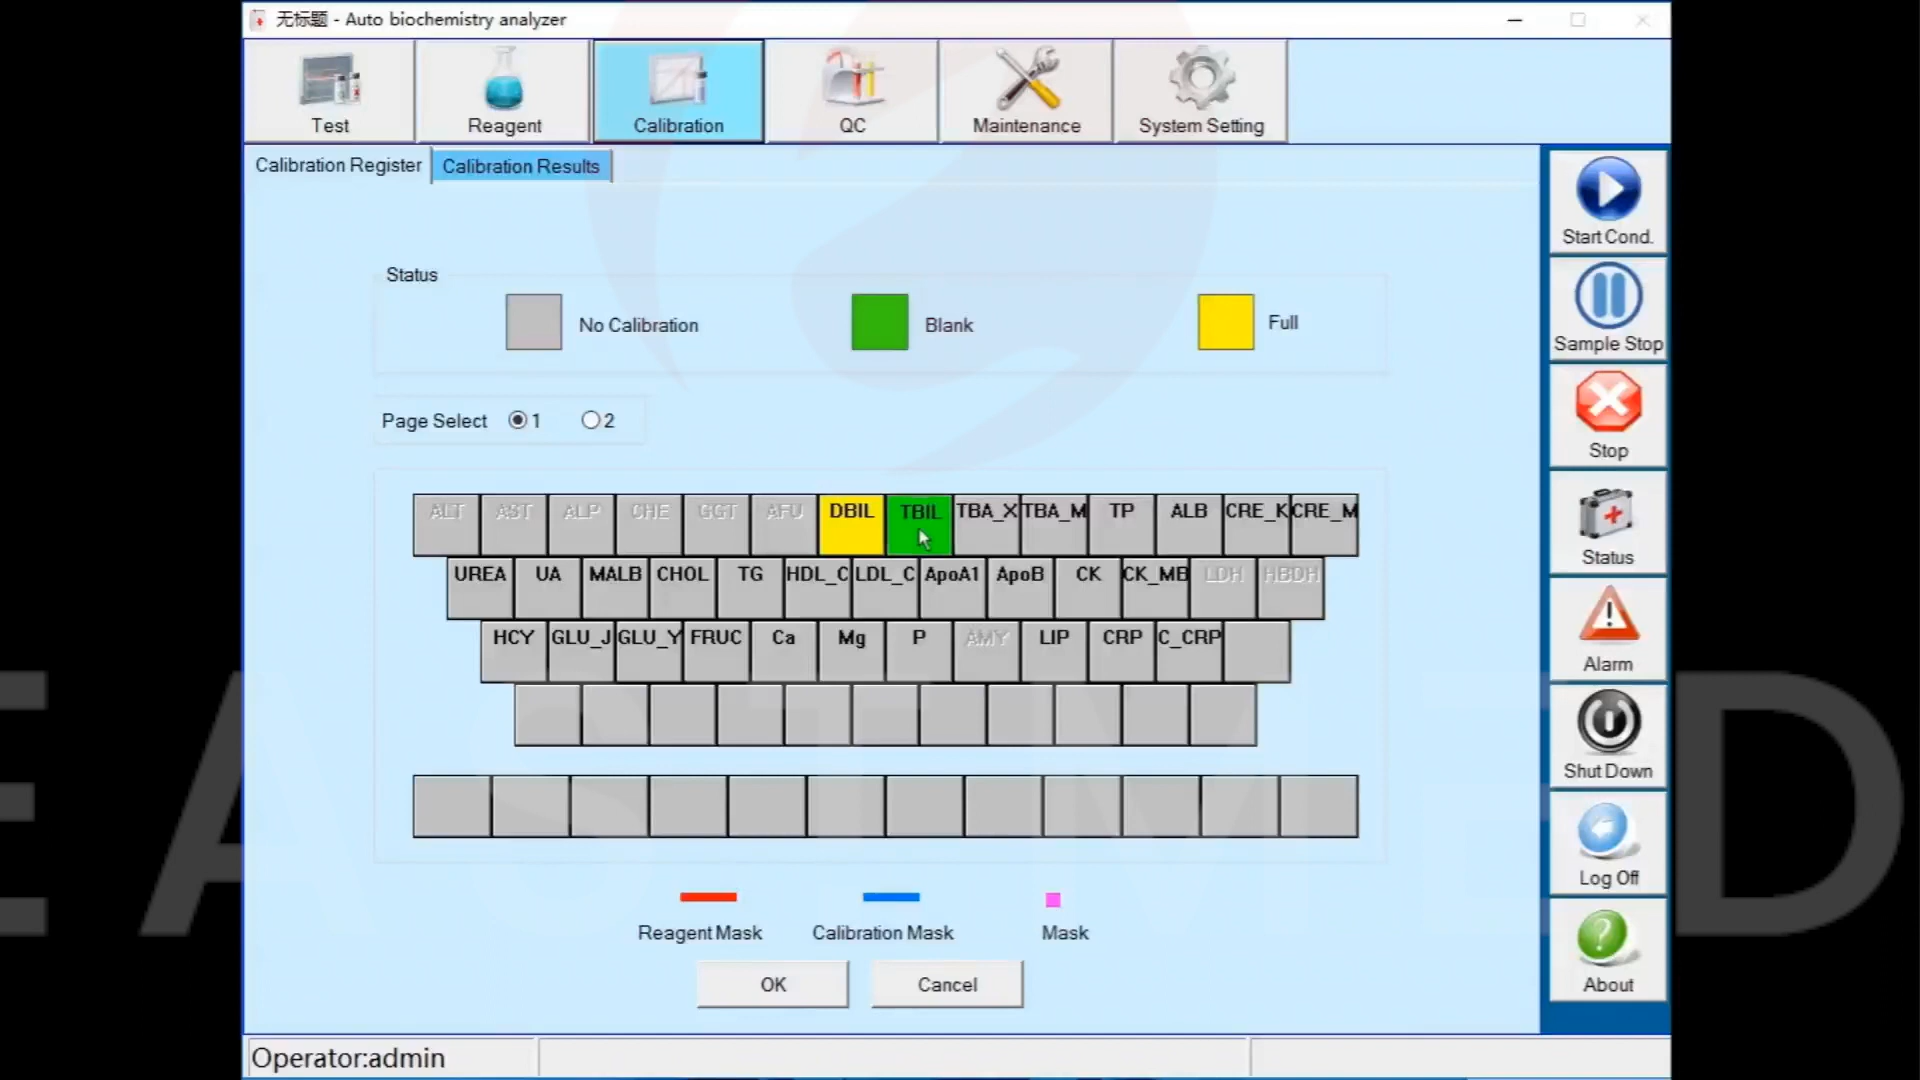 无标题 - Auto biochemistry analyzer
Test
Reagent
Calibration
QC
Maintenance
System Setting
Calibration Register
Calibration Results
Status
No Calibration
Blank
Full
Page Select 1 2
ALT AST ALP CHE GGT AFU DBIL TBIL TBA_X TBA_M TP ALB CRE_K CRE_M
UREA UA MALB CHOL TG HDL_C LDL_C ApoA1 ApoB CK CK_MB LDH HBDH
HCY GLU_J GLU_Y FRUC Ca Mg P AMY LIP CRP C_CRP
Reagent Mask
Calibration Mask
Mask
OK
Cancel
Start Cond.
Sample Stop
Stop
Status
Alarm
Shut Down
Log Off
About
Operator:admin
EASTMED